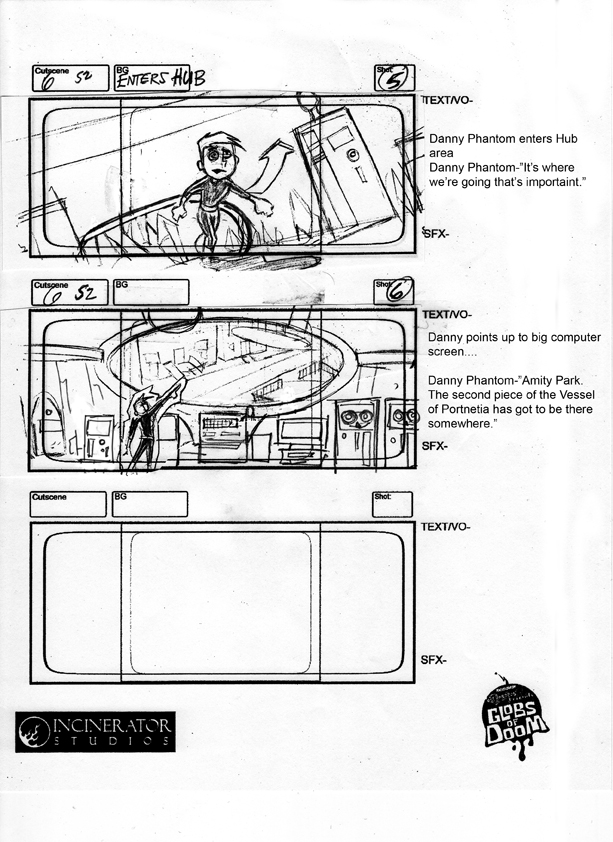 Cutscene
6 S2
BG
ENTERS HUB
Shot:
5
TEXT/VO-
Danny Phantom enters Hub
area
Danny Phantom-"It's where
we're going that's importaint."
SFX-
Cutscene
6 S2
BG
Shot:
6
TEXT/VO-
Danny points up to big computer
screen....
Danny Phantom-"Amity Park.
The second piece of the Vessel
of Portnetia has got to be there
somewhere."
SFX-
Cutscene
BG
Shot:
TEXT/VO-
SFX-
INCINERATOR
STUDIOS
GLOBS
OF
DOOM